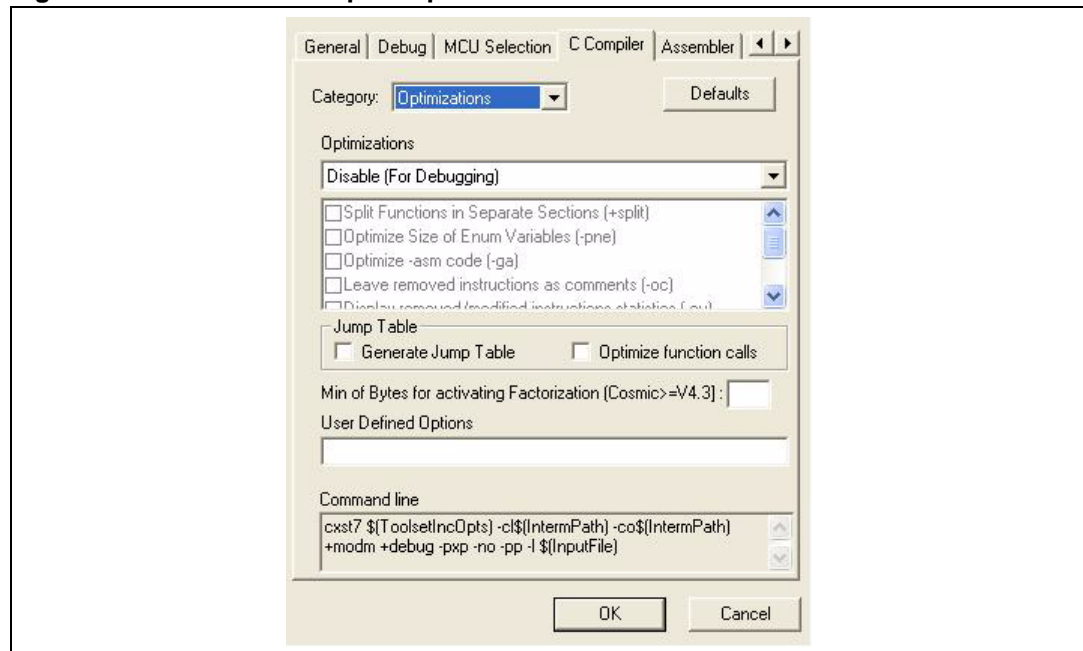 General Debug MCU Selection C Compiler Assembler
Category: Optimizations Defaults
Optimizations
Disable (For Debugging)
Split Functions in Separate Sections (+split)
Optimize Size of Enum Variables (-pne)
Optimize -asm code (-ga)
Leave removed instructions as comments (-oc)
Jump Table
Generate Jump Table Optimize function calls
Min of Bytes for activating Factorization (Cosmic>=V4.3) :
User Defined Options
Command line
cxst7 $(ToolsetIncOpts) -cl$(IntermPath) -co$(IntermPath)
+modm +debug -pxp -no -pp -l $(InputFile)
OK Cancel